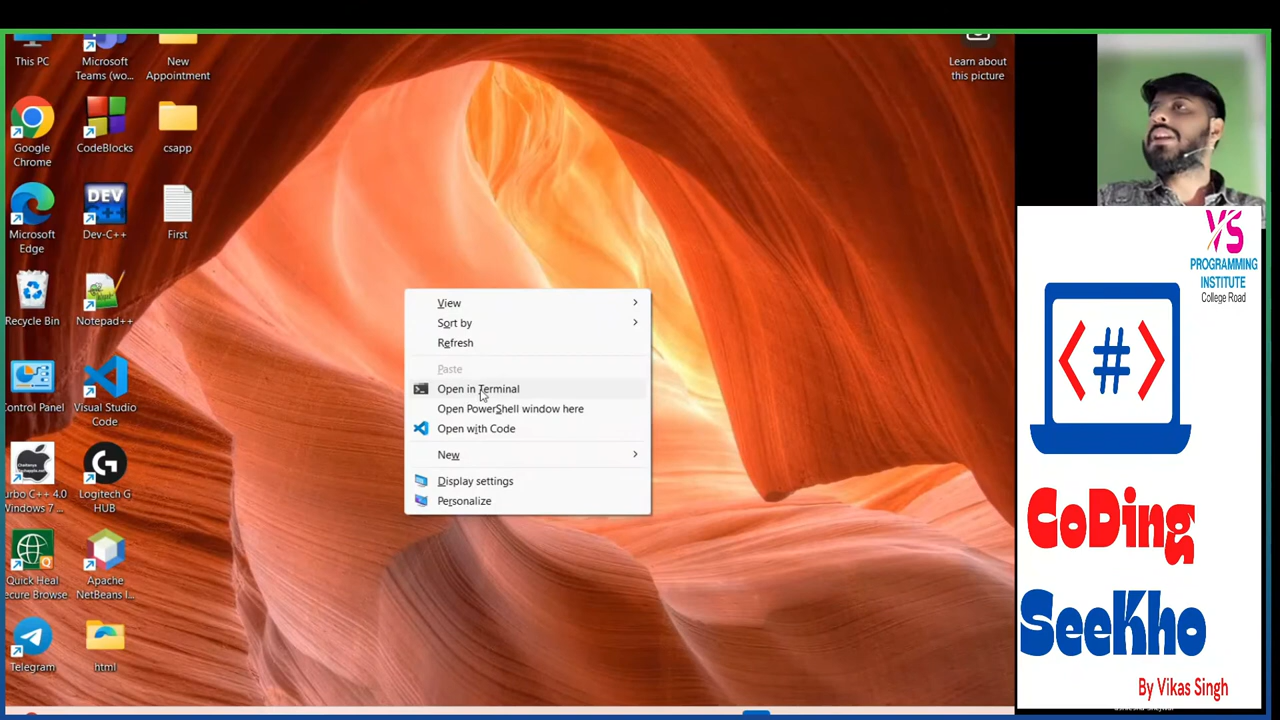 This PC
Microsoft
Teams (wo...
New
Appointment
Learn about
this picture
Google
Chrome
CodeBlocks
csapp
Microsoft
Edge
DEV
Dev-C++
First
Recycle Bin
Notepad++
ontrol Panel
Visual Studio
Code
urbo C++ 4.0
Windows 7 ...
Logitech G
HUB
Quick Heal
ecure Browse
Apache
NetBeans I...
Telegram
html
View
Sort by
Refresh
Paste
Open in Terminal
Open PowerShell window here
Open with Code
New
Display settings
Personalize
VS
PROGRAMMING
INSTITUTE
College Road
<#>
CoDing
SeeKho
By Vikas Singh